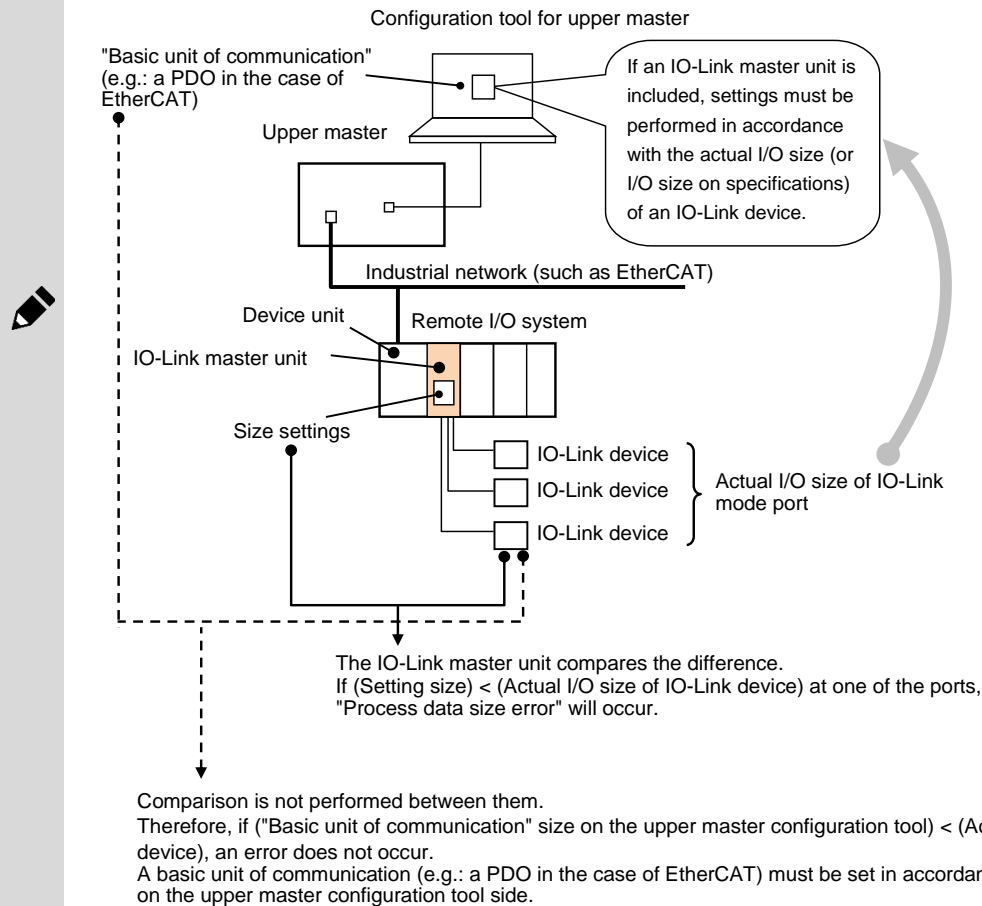 Configuration tool for upper master
"Basic unit of communication"
(e.g.: a PDO in the case of
EtherCAT)
If an IO-Link master unit is
included, settings must be
performed in accordance
with the actual I/O size (or
I/O size on specifications)
of an IO-Link device.
Upper master
Industrial network (such as EtherCAT)
Device unit
Remote I/O system
IO-Link master unit
Size settings
IO-Link device
IO-Link device
IO-Link device
Actual I/O size of IO-Link
mode port
The IO-Link master unit compares the difference.
If (Setting size) < (Actual I/O size of IO-Link device) at one of the ports,
"Process data size error" will occur.
Comparison is not performed between them.
Therefore, if ("Basic unit of communication" size on the upper master configuration tool) <
device), an error does not occur.
A basic unit of communication (e.g.: a PDO in the case of EtherCAT) must be set in
on the upper master configuration tool side.